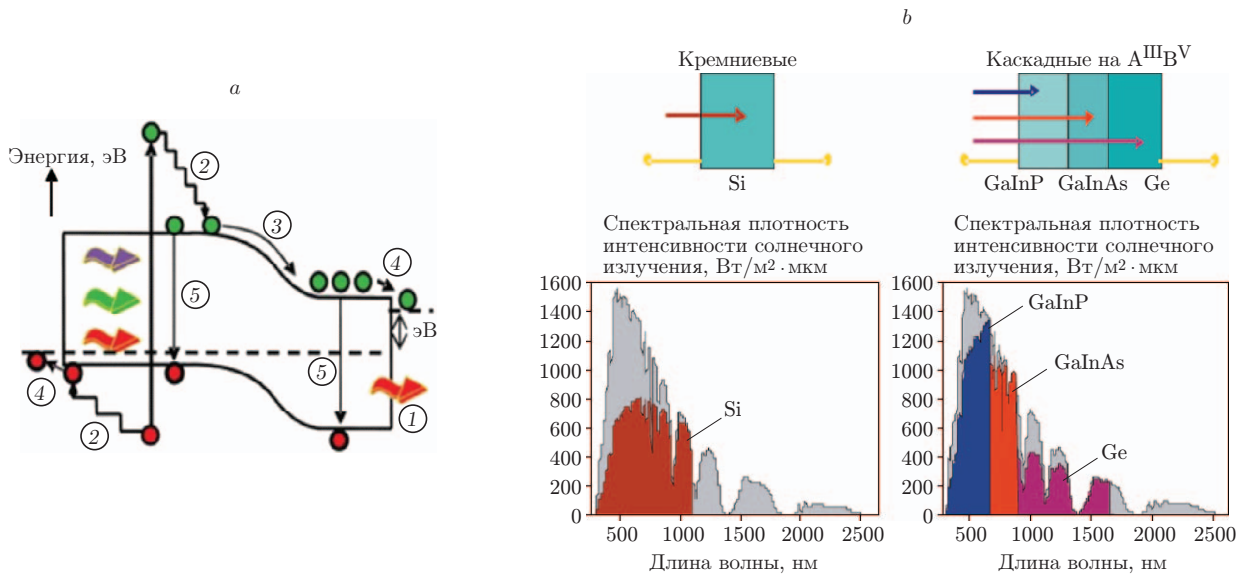 a
Энергия, эВ
2
3
4
5
эВ
5
4
2
1
b
Кремниевые
Si
Каскадные на AᴵᴵᴵBⱽ
GaInP GaInAs Ge
Спектральная плотность
интенсивности солнечного
излучения, Вт/м² · мкм
1600
1400
1200
1000
800
600
400
200
0
Si
500 1000 1500 2000 2500
Длина волны, нм
Спектральная плотность
интенсивности солнечного
излучения, Вт/м² · мкм
1600
1400
1200
1000
800
600
400
200
0
GaInP
GaInAs
Ge
500 1000 1500 2000 2500
Длина волны, нм